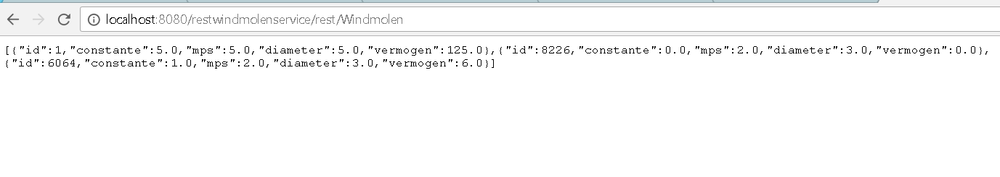 localhost:8080/restwindmolenservice/rest/Windmolen
[{"id":1,"constante":5.0,"mps":5.0,"diameter":5.0,"vermogen":125.0},{"id":8226,"constante":0.0,"mps":2.0,"diameter":3.0,"vermogen":0.0},
{"id":6064,"constante":1.0,"mps":2.0,"diameter":3.0,"vermogen":6.0}]